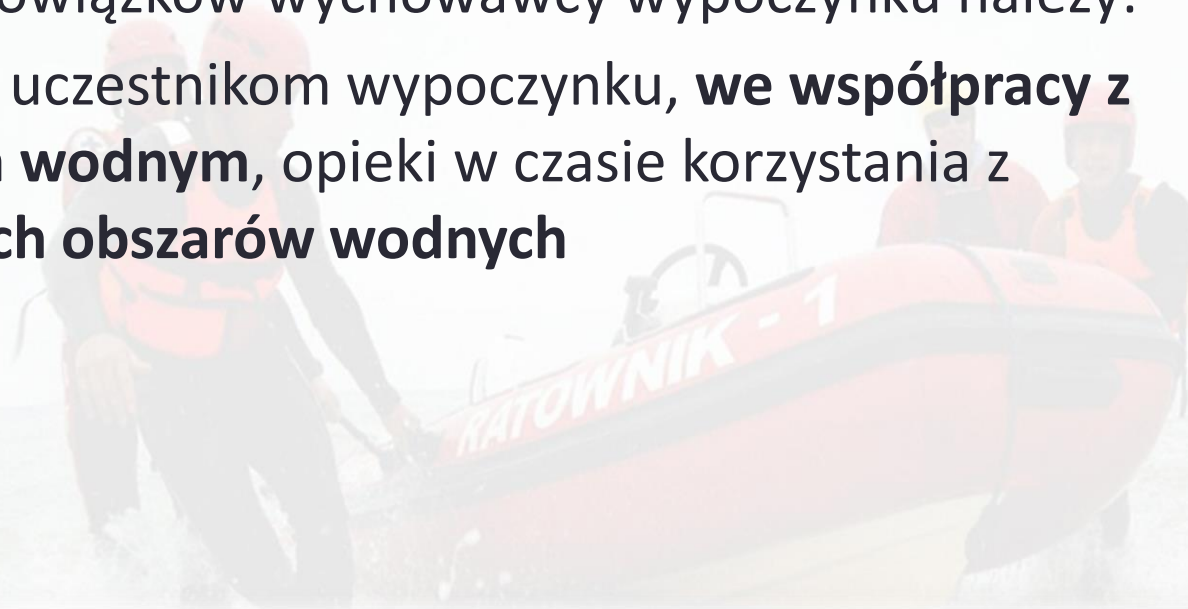 owiązków wychowawcy wypoczynku należy:
uczestnikom wypoczynku, we współpracy z
wodnym, opieki w czasie korzystania z
ch obszarów wodnych
RATOWNIK - 1